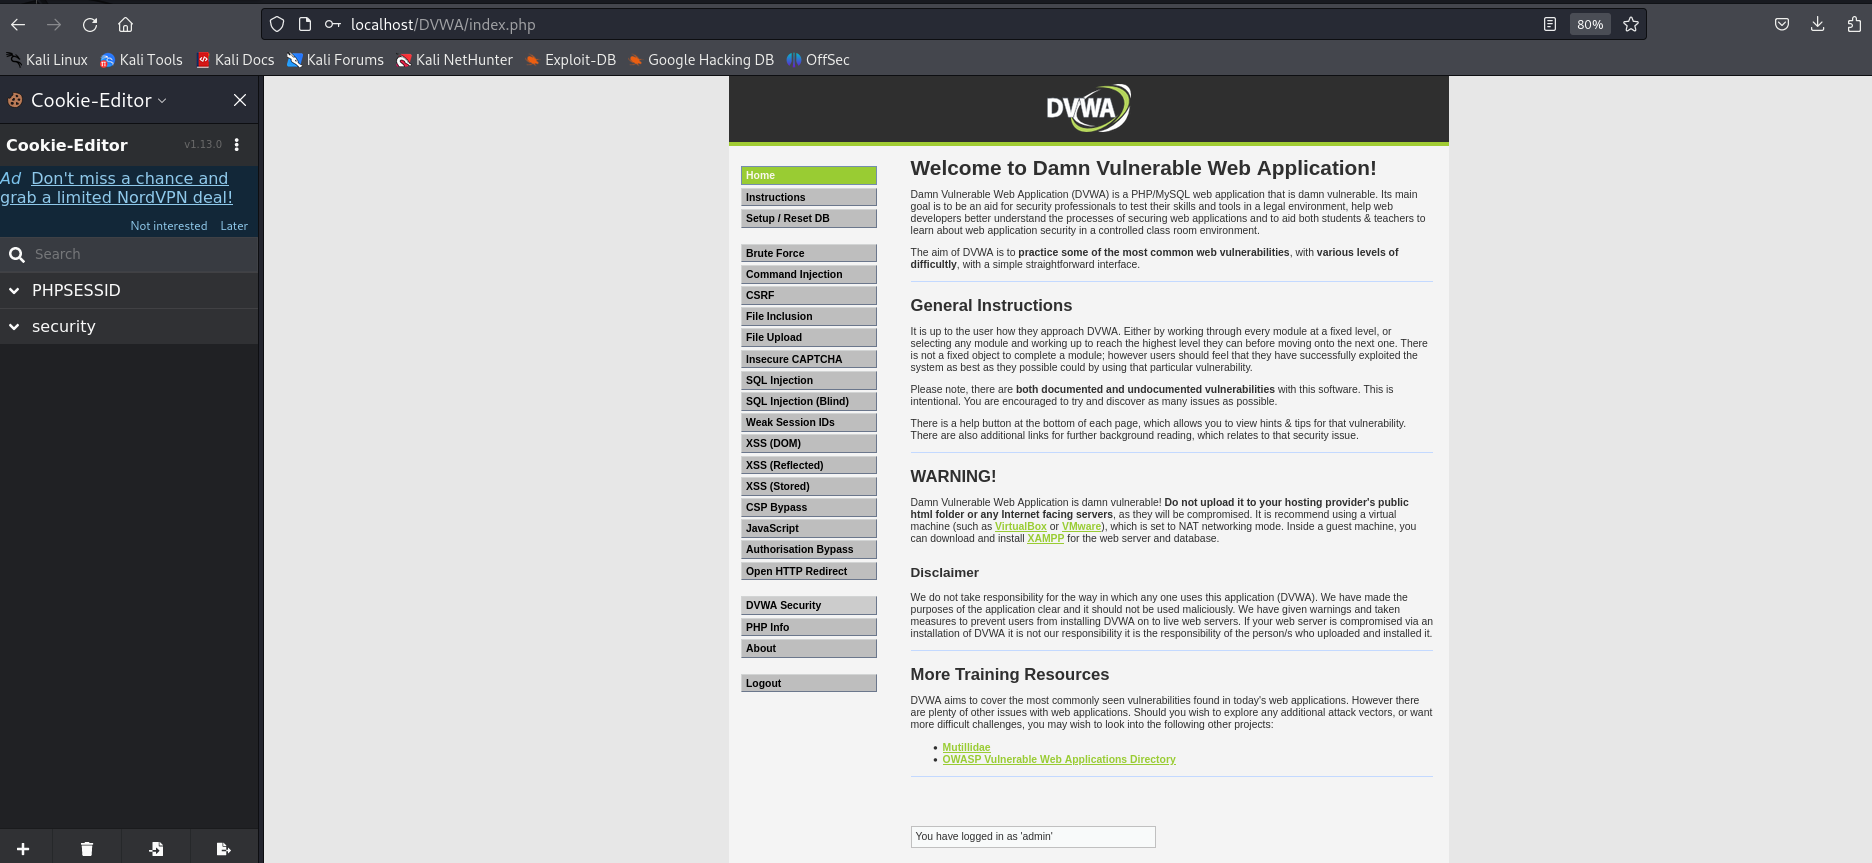 localhost/DVWA/index.php
80%
Kali Linux
Kali Tools
Kali Docs
Kali Forums
Kali NetHunter
Exploit-DB
Google Hacking DB
OffSec
Cookie-Editor
Cookie-Editor
v1.13.0
Ad Don't miss a chance and
grab a limited NordVPN deal!
Not interested Later
Search
PHPSESSID
security
DVWA
Home
Instructions
Setup / Reset DB
Brute Force
Command Injection
CSRF
File Inclusion
File Upload
Insecure CAPTCHA
SQL Injection
SQL Injection (Blind)
Weak Session IDs
XSS (DOM)
XSS (Reflected)
XSS (Stored)
CSP Bypass
JavaScript
Authorisation Bypass
Open HTTP Redirect
DVWA Security
PHP Info
About
Logout
Welcome to Damn Vulnerable Web Application!
Damn Vulnerable Web Application (DVWA) is a PHP/MySQL web application that is damn vulnerable. Its main
goal is to be an aid for security professionals to test their skills and tools in a legal environment, help web
developers better understand the processes of securing web applications and to aid both students & teachers to
learn about web application security in a controlled class room environment.
The aim of DVWA is to practice some of the most common web vulnerabilities, with various levels of
difficultly, with a simple straightforward interface.
General Instructions
It is up to the user how they approach DVWA. Either by working through every module at a fixed level, or
selecting any module and working up to reach the highest level they can before moving onto the next one. There
is not a fixed object to complete a module; however users should feel that they have successfully exploited the
system as best as they possible could by using that particular vulnerability.
Please note, there are both documented and undocumented vulnerabilities with this software. This is
intentional. You are encouraged to try and discover as many issues as possible.
There is a help button at the bottom of each page, which allows you to view hints & tips for that vulnerability.
There are also additional links for further background reading, which relates to that security issue.
WARNING!
Damn Vulnerable Web Application is damn vulnerable! Do not upload it to your hosting provider's public
html folder or any Internet facing servers, as they will be compromised. It is recommend using a virtual
machine (such as VirtualBox or VMware), which is set to NAT networking mode. Inside a guest machine, you
can download and install XAMPP for the web server and database.
Disclaimer
We do not take responsibility for the way in which any one uses this application (DVWA). We have made the
purposes of the application clear and it should not be used maliciously. We have given warnings and taken
measures to prevent users from installing DVWA on to live web servers. If your web server is compromised via an
installation of DVWA it is not our responsibility it is the responsibility of the person/s who uploaded and installed it.
More Training Resources
DVWA aims to cover the most commonly seen vulnerabilities found in today's web applications. However there
are plenty of other issues with web applications. Should you wish to explore any additional attack vectors, or want
more difficult challenges, you may wish to look into the following other projects:
• Mutillidae
• OWASP Vulnerable Web Applications Directory
You have logged in as 'admin'